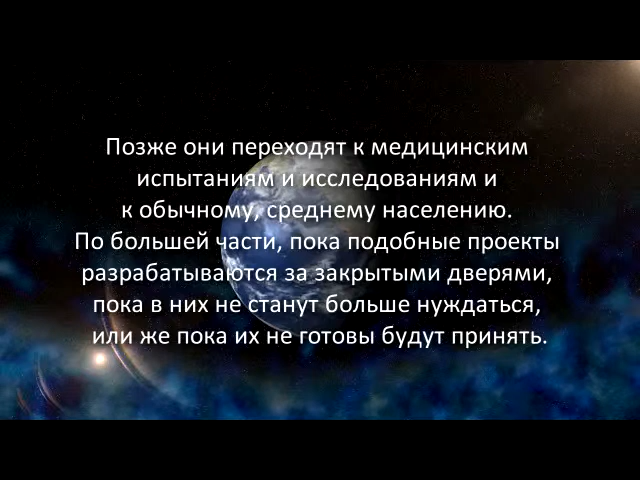 Позже они переходят к медицинским
испытаниям и исследованиям и
к обычному, среднему населению.
По большей части, пока подобные проекты
разрабатываются за закрытыми дверями,
пока в них не станут больше нуждаться,
или же пока их не готовы будут принять.